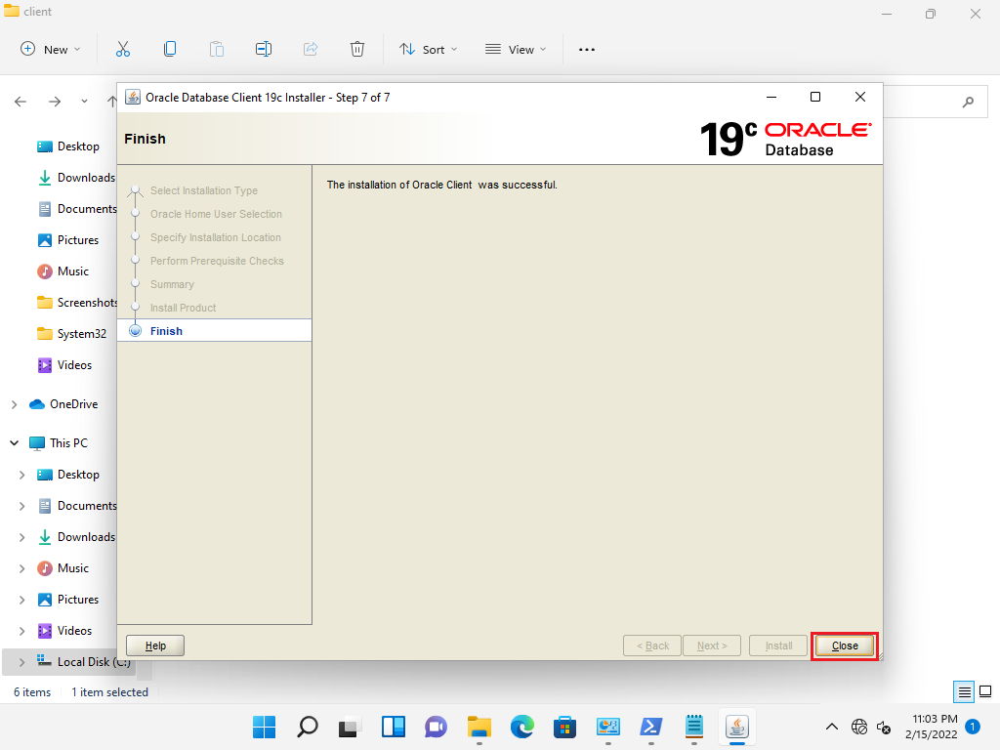 client
New
Sort
View
Oracle Database Client 19c Installer - Step 7 of 7
Finish
19c ORACLE
Database
Select Installation Type
Oracle Home User Selection
Specify Installation Location
Perform Prerequisite Checks
Summary
Install Product
Finish
The installation of Oracle Client  was successful.
Help
< Back
Next >
Install
Close
Desktop
Downloads
Documents
Pictures
Music
Screenshots
System32
Videos
OneDrive
This PC
Desktop
Documents
Downloads
Music
Pictures
Videos
Local Disk (C:)
6 items
1 item selected
11:03 PM
2/15/2022
1